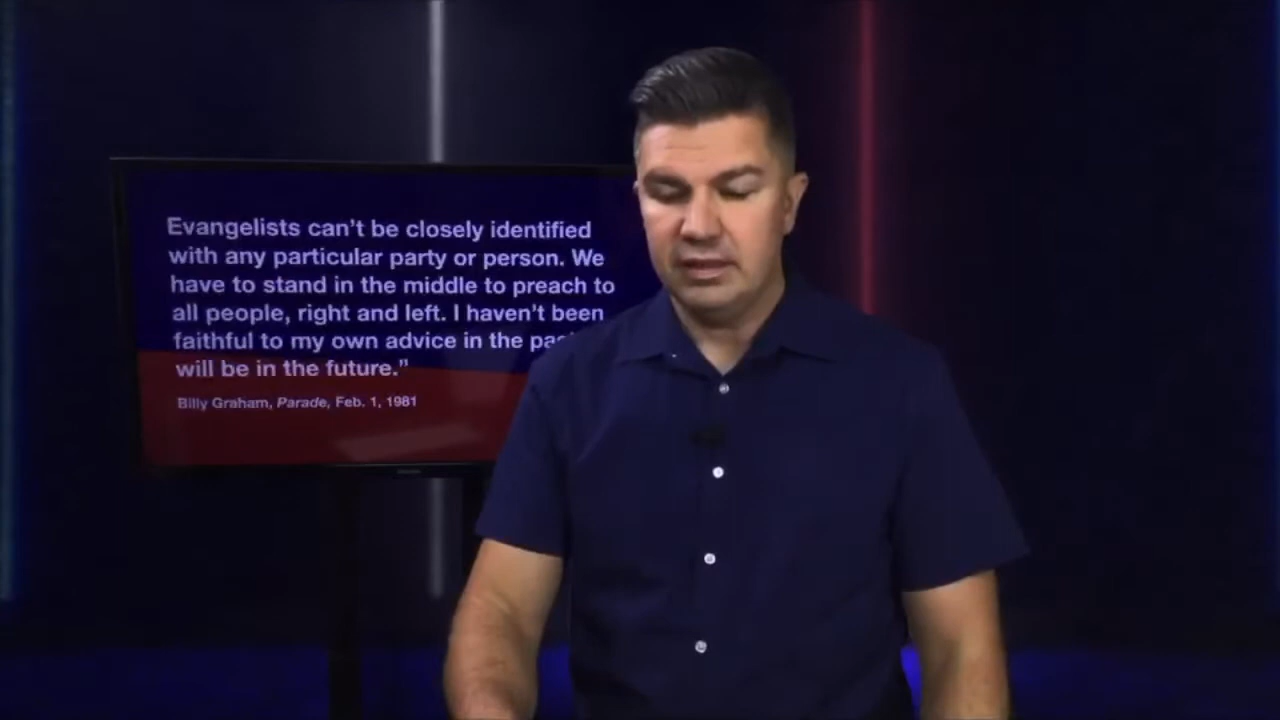 Evangelists can't be closely identified
with any particular party or person. We
have to stand in the middle to preach to
all people, right and left. I haven't been
faithful to my own advice in the
will be in the future."
Billy Graham, Parade, Feb. 1, 1981